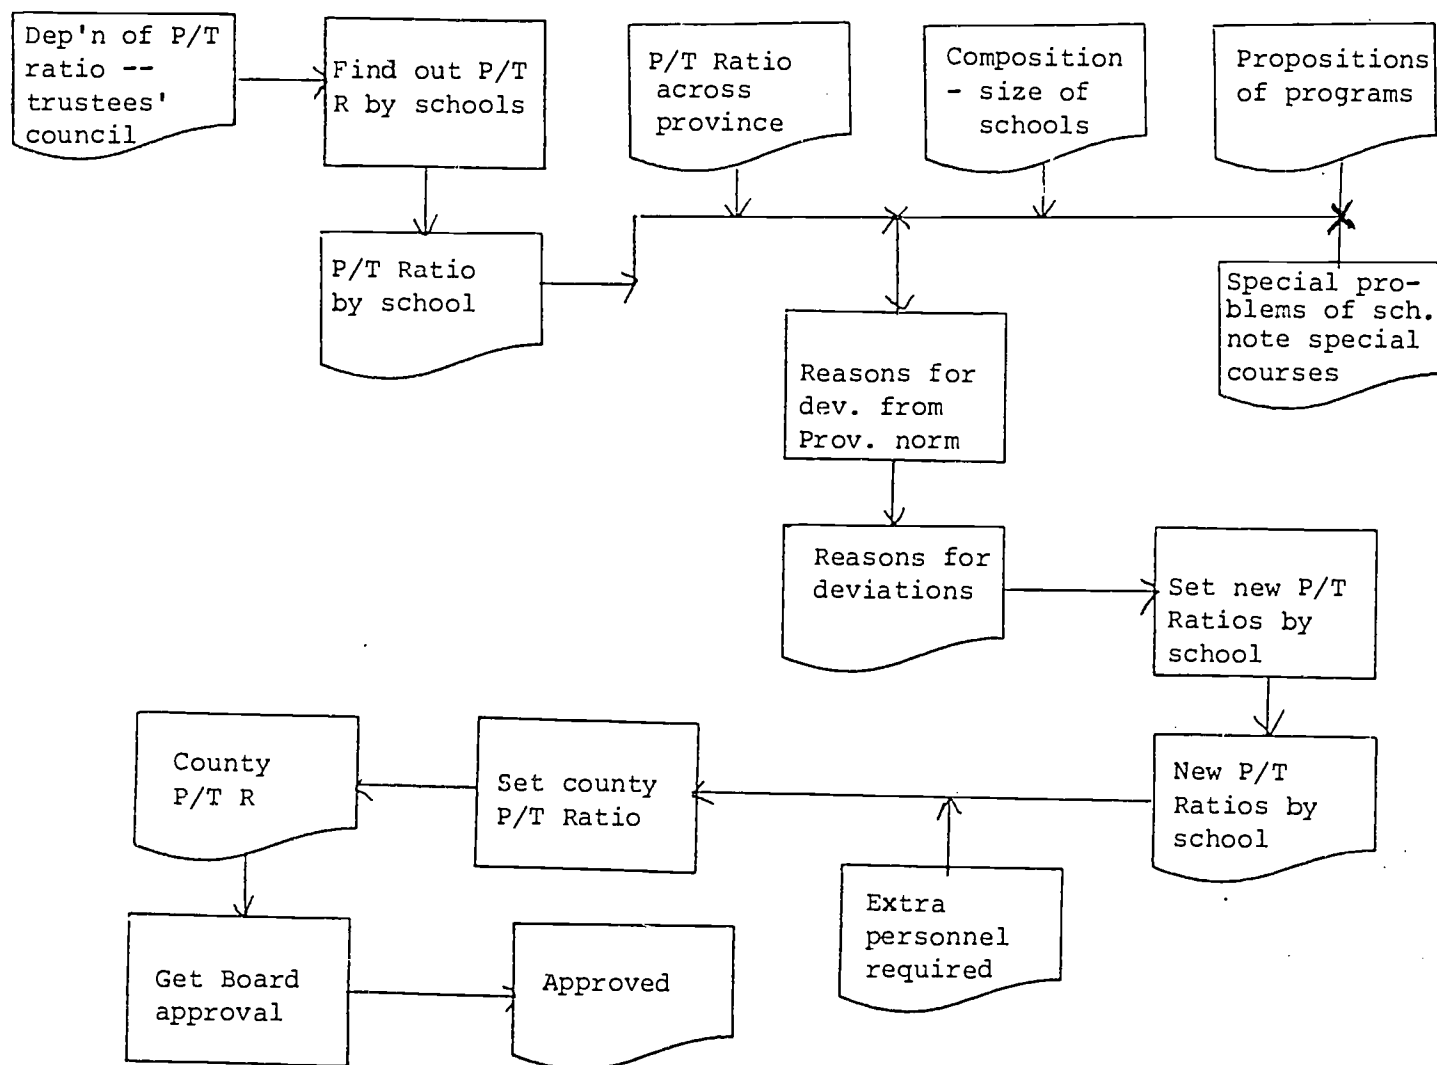 Dep'n of P/T
ratio --
trustees'
council
Find out P/T
R by schools
P/T Ratio
across
province
Composition
- size of
schools
Propositions
of programs
P/T Ratio
by school
Special pro-
blems of sch.
note special
courses
Reasons for
dev. from
Prov. norm
Reasons for
deviations
Set new P/T
Ratios by
school
New P/T
Ratios by
school
Extra
personnel
required
Set county
P/T Ratio
County
P/T R
Get Board
approval
Approved